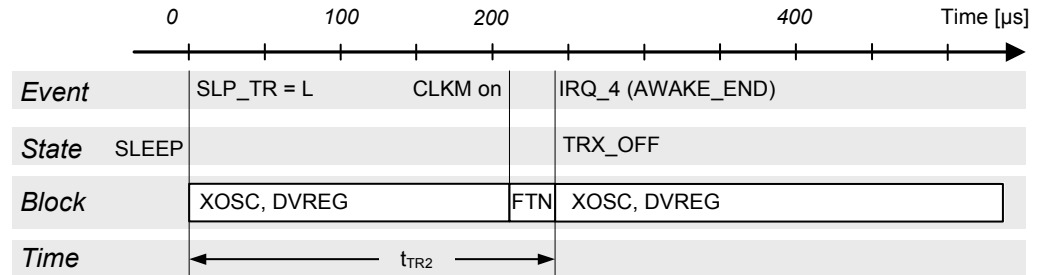 0 100 200 400 Time [µs]
Event SLP_TR = L CLKM on IRQ_4 (AWAKE_END)
State SLEEP TRX_OFF
Block XOSC, DVREG FTN XOSC, DVREG
Time tTR2